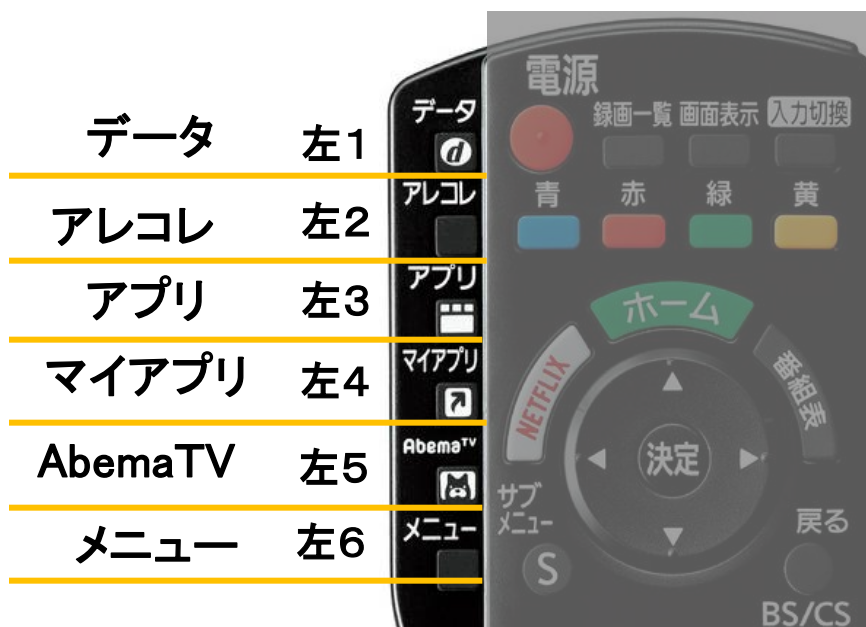 電源
データ
録画一覧 画面表示 入力切換
データ 左1
d
アレコレ
青 赤 緑 黄
アレコレ 左2
アプリ
アプリ 左3
ホーム
マイアプリ
マイアプリ 左4
NETFLIX
番組表
AbemaTV
決定
AbemaTV 左5
サブ
メニュー
メニュー
戻る
メニュー 左6
S
BS/CS